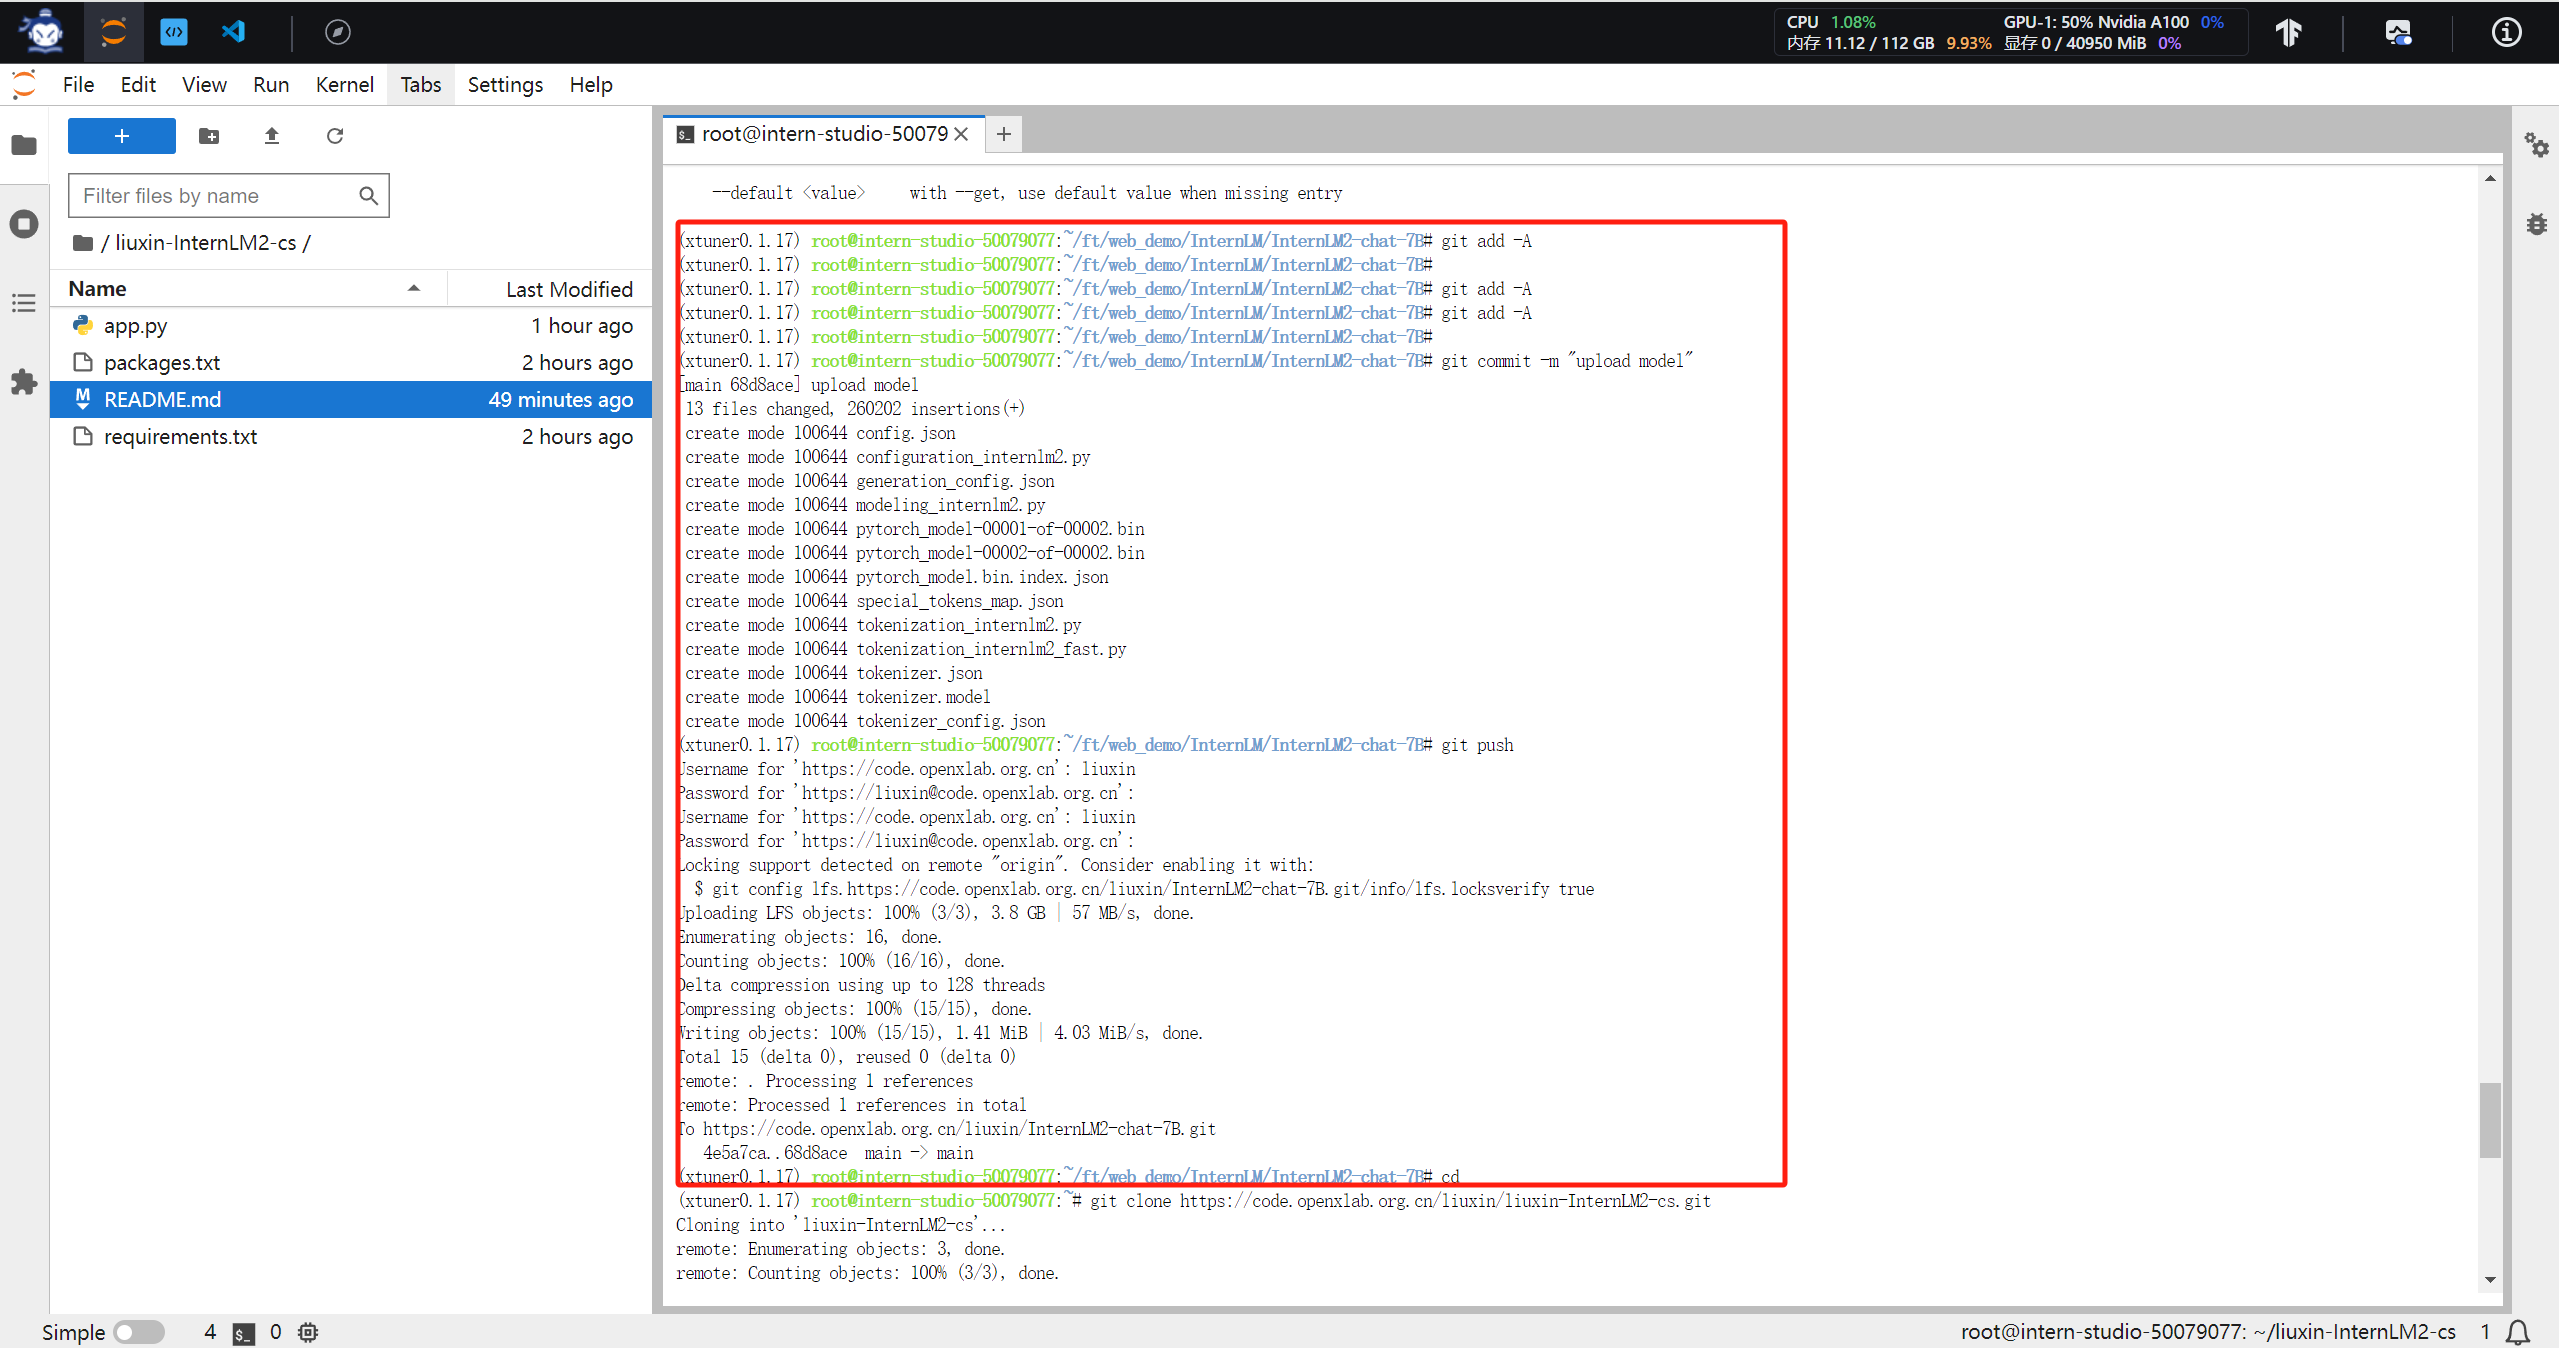 CPU 1.08%
GPU-1: 50% Nvidia A100 0%
内存 11.12 / 112 GB 9.93%
显存 0 / 40950 MiB 0%
File Edit View Run Kernel Tabs Settings Help
root@intern-studio-50079
Filter files by name
/ liuxin-InternLM2-cs /
Name Last Modified
app.py 1 hour ago
packages.txt 2 hours ago
README.md 49 minutes ago
requirements.txt 2 hours ago
--default <value> with --get, use default value when missing entry
(xtuner0.1.17) root@intern-studio-50079077:~/ft/web_demo/InternLM/InternLM2-chat-7B# git add -A
(xtuner0.1.17) root@intern-studio-50079077:~/ft/web_demo/InternLM/InternLM2-chat-7B#
(xtuner0.1.17) root@intern-studio-50079077:~/ft/web_demo/InternLM/InternLM2-chat-7B# git add -A
(xtuner0.1.17) root@intern-studio-50079077:~/ft/web_demo/InternLM/InternLM2-chat-7B# git add -A
(xtuner0.1.17) root@intern-studio-50079077:~/ft/web_demo/InternLM/InternLM2-chat-7B#
(xtuner0.1.17) root@intern-studio-50079077:~/ft/web_demo/InternLM/InternLM2-chat-7B# git commit -m "upload model"
[main 68d8ace] upload model
13 files changed, 260202 insertions(+)
create mode 100644 config.json
create mode 100644 configuration_internlm2.py
create mode 100644 generation_config.json
create mode 100644 modeling_internlm2.py
create mode 100644 pytorch_model-00001-of-00002.bin
create mode 100644 pytorch_model-00002-of-00002.bin
create mode 100644 pytorch_model.bin.index.json
create mode 100644 special_tokens_map.json
create mode 100644 tokenization_internlm2.py
create mode 100644 tokenization_internlm2_fast.py
create mode 100644 tokenizer.json
create mode 100644 tokenizer.model
create mode 100644 tokenizer_config.json
(xtuner0.1.17) root@intern-studio-50079077:~/ft/web_demo/InternLM/InternLM2-chat-7B# git push
Username for 'https://code.openxlab.org.cn': liuxin
Password for 'https://liuxin@code.openxlab.org.cn':
Username for 'https://code.openxlab.org.cn': liuxin
Password for 'https://liuxin@code.openxlab.org.cn':
Locking support detected on remote "origin". Consider enabling it with:
$ git config lfs.https://code.openxlab.org.cn/liuxin/InternLM2-chat-7B.git/info/lfs.locksverify true
Uploading LFS objects: 100% (3/3), 3.8 GB | 57 MB/s, done.
Enumerating objects: 16, done.
Counting objects: 100% (16/16), done.
Delta compression using up to 128 threads
Compressing objects: 100% (15/15), done.
Writing objects: 100% (15/15), 1.41 MiB | 4.03 MiB/s, done.
Total 15 (delta 0), reused 0 (delta 0)
remote: . Processing 1 references
remote: Processed 1 references in total
To https://code.openxlab.org.cn/liuxin/InternLM2-chat-7B.git
4e5a7ca..68d8ace main -> main
(xtuner0.1.17) root@intern-studio-50079077:~/ft/web_demo/InternLM/InternLM2-chat-7B# cd
(xtuner0.1.17) root@intern-studio-50079077:~# git clone https://code.openxlab.org.cn/liuxin/liuxin-InternLM2-cs.git
Cloning into 'liuxin-InternLM2-cs'...
remote: Enumerating objects: 3, done.
remote: Counting objects: 100% (3/3), done.
Simple 4 0
root@intern-studio-50079077: ~/liuxin-InternLM2-cs 1